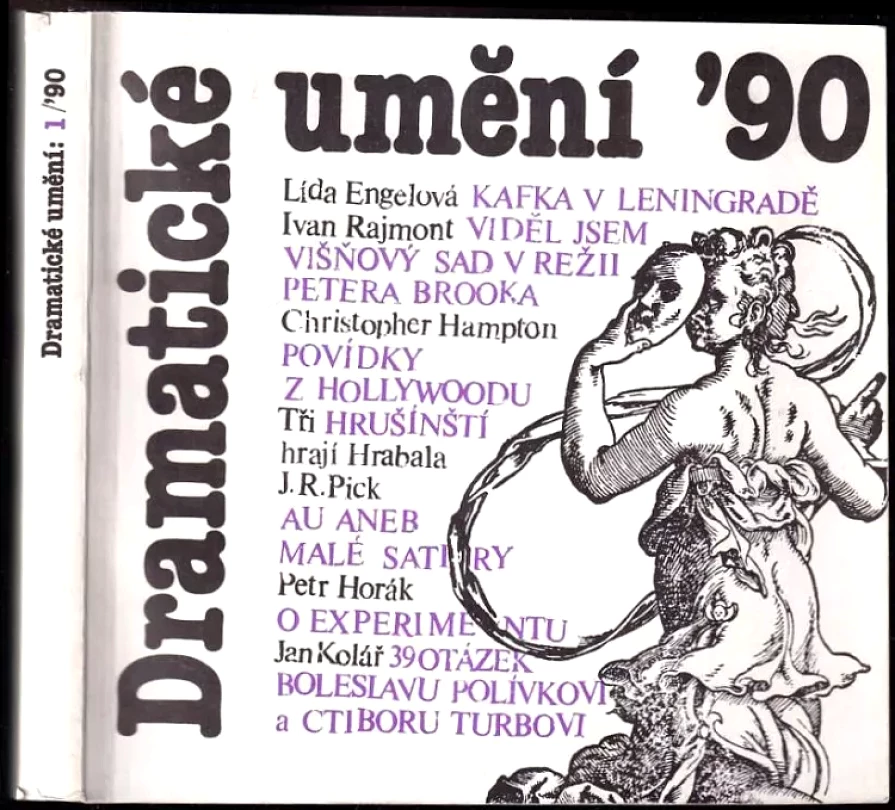 Dramatické umění: 1/'90
Dramatické
umění '90
Lída Engelová KAFKA V LENINGRADĚ
Ivan Rajmont VIDĚL JSEM
VIŠŇOVÝ SAD V REŽII
PETERA BROOKA
Christopher Hampton
POVÍDKY
Z HOLLYWOODU
Tři HRUŠÍNŠTÍ
hrají Hrabala
J.R.Pick
AU ANEB
MALÉ SATIRY
Petr Horák
O EXPERIMENTU
Jan Kolář 39 OTÁZEK
BOLESLAVU POLÍVKOVI
a CTIBORU TURBOVI